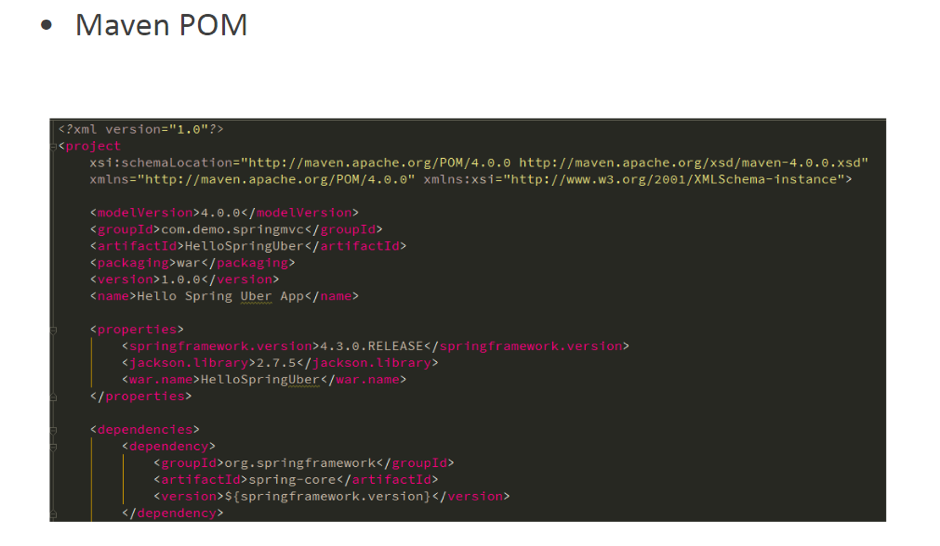 • Maven POM
<?xml version="1.0"?>
<project
xsi:schemaLocation="http://maven.apache.org/POM/4.0.0 http://maven.apache.org/xsd/maven-4.0.0.xsd"
xmlns="http://maven.apache.org/POM/4.0.0" xmlns:xsi="http://www.w3.org/2001/XMLSchema-instance">
<modelVersion>4.0.0</modelVersion>
<groupId>com.demo.springmvc</groupId>
<artifactId>HelloSpringUber</artifactId>
<packaging>war</packaging>
<version>1.0.0</version>
<name>Hello Spring Uber App</name>
<properties>
<springframework.version>4.3.0.RELEASE</springframework.version>
<jackson.library>2.7.5</jackson.library>
<war.name>HelloSpringUber</war.name>
</properties>
<dependencies>
<dependency>
<groupId>org.springframework</groupId>
<artifactId>spring-core</artifactId>
<version>${springframework.version}</version>
</dependency>